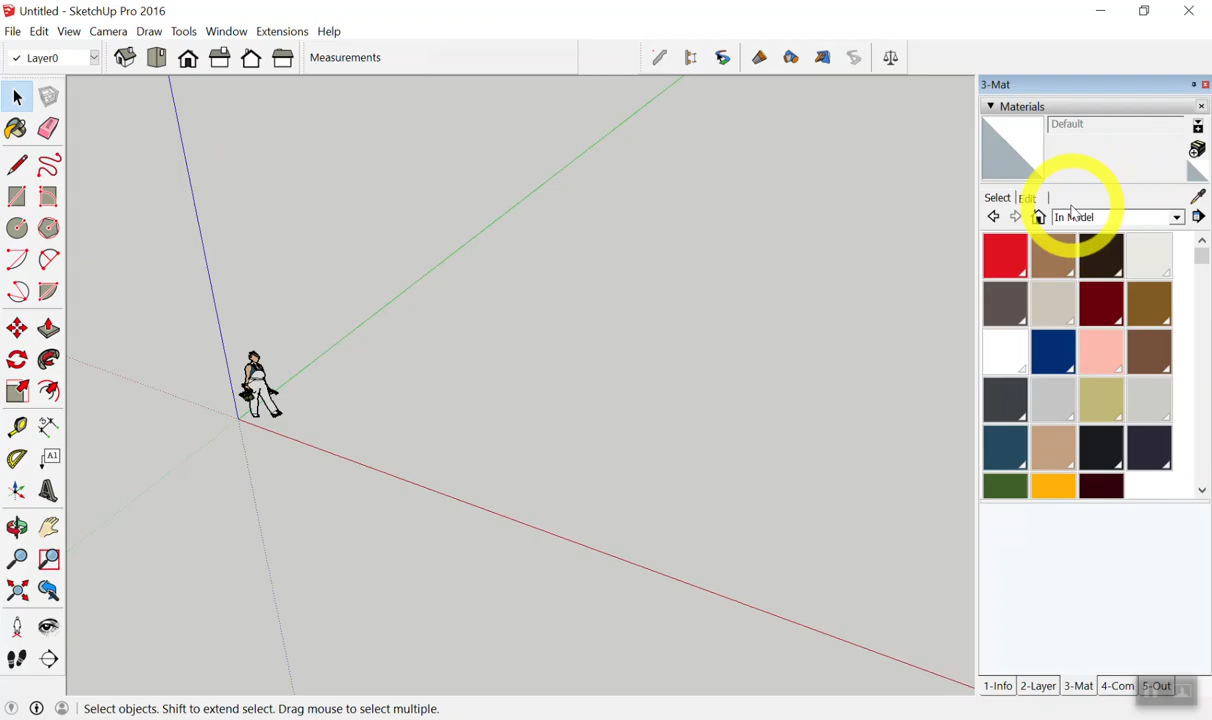 Untitled - SketchUp Pro 2016
File Edit View Camera Draw Tools Window Extensions Help
Layer0 Measurements
3-Mat
Materials
Default
Select Edit
In Model
A1
1-Info 2-Layer 3-Mat 4-Com 5-Out
Select objects. Shift to extend select. Drag mouse to select multiple.